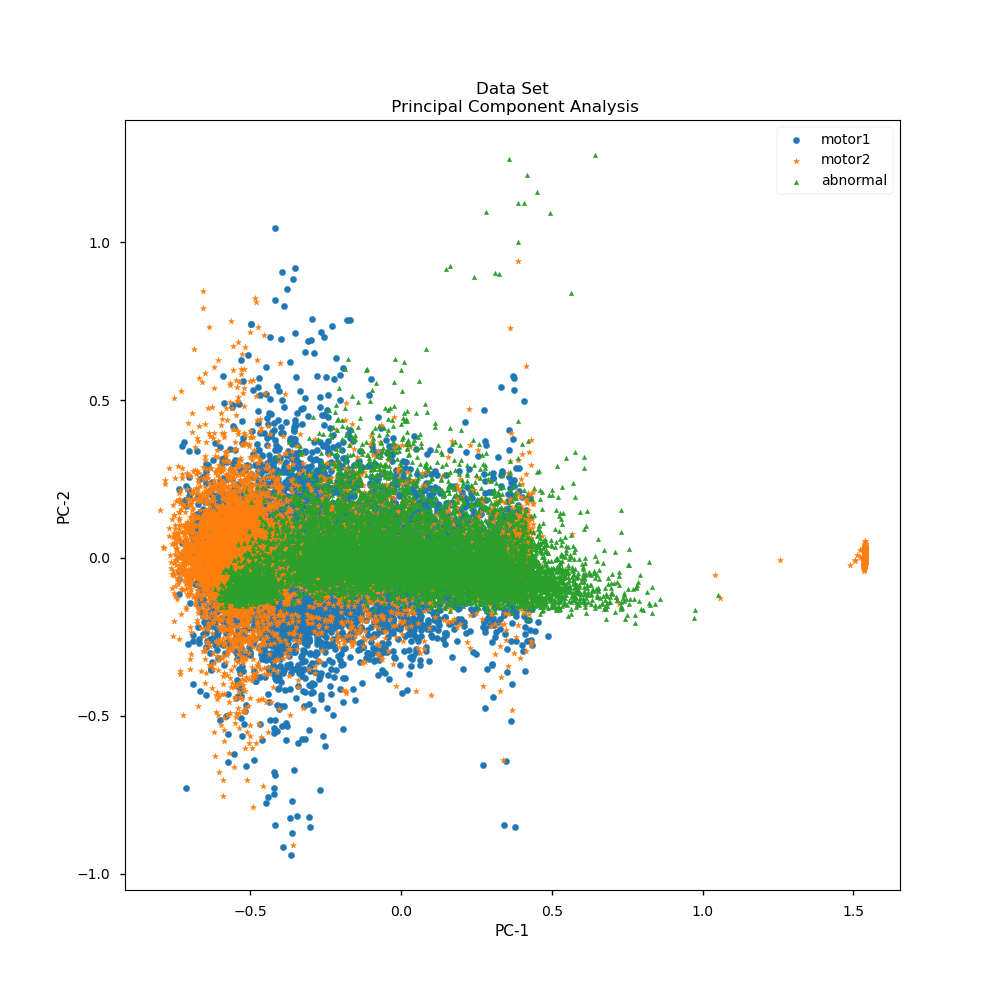 Data Set
Principal Component Analysis
motor1
motor2
abnormal
PC-2
1.0
0.5
0.0
−0.5
−1.0
−0.5
0.0
0.5
1.0
1.5
PC-1